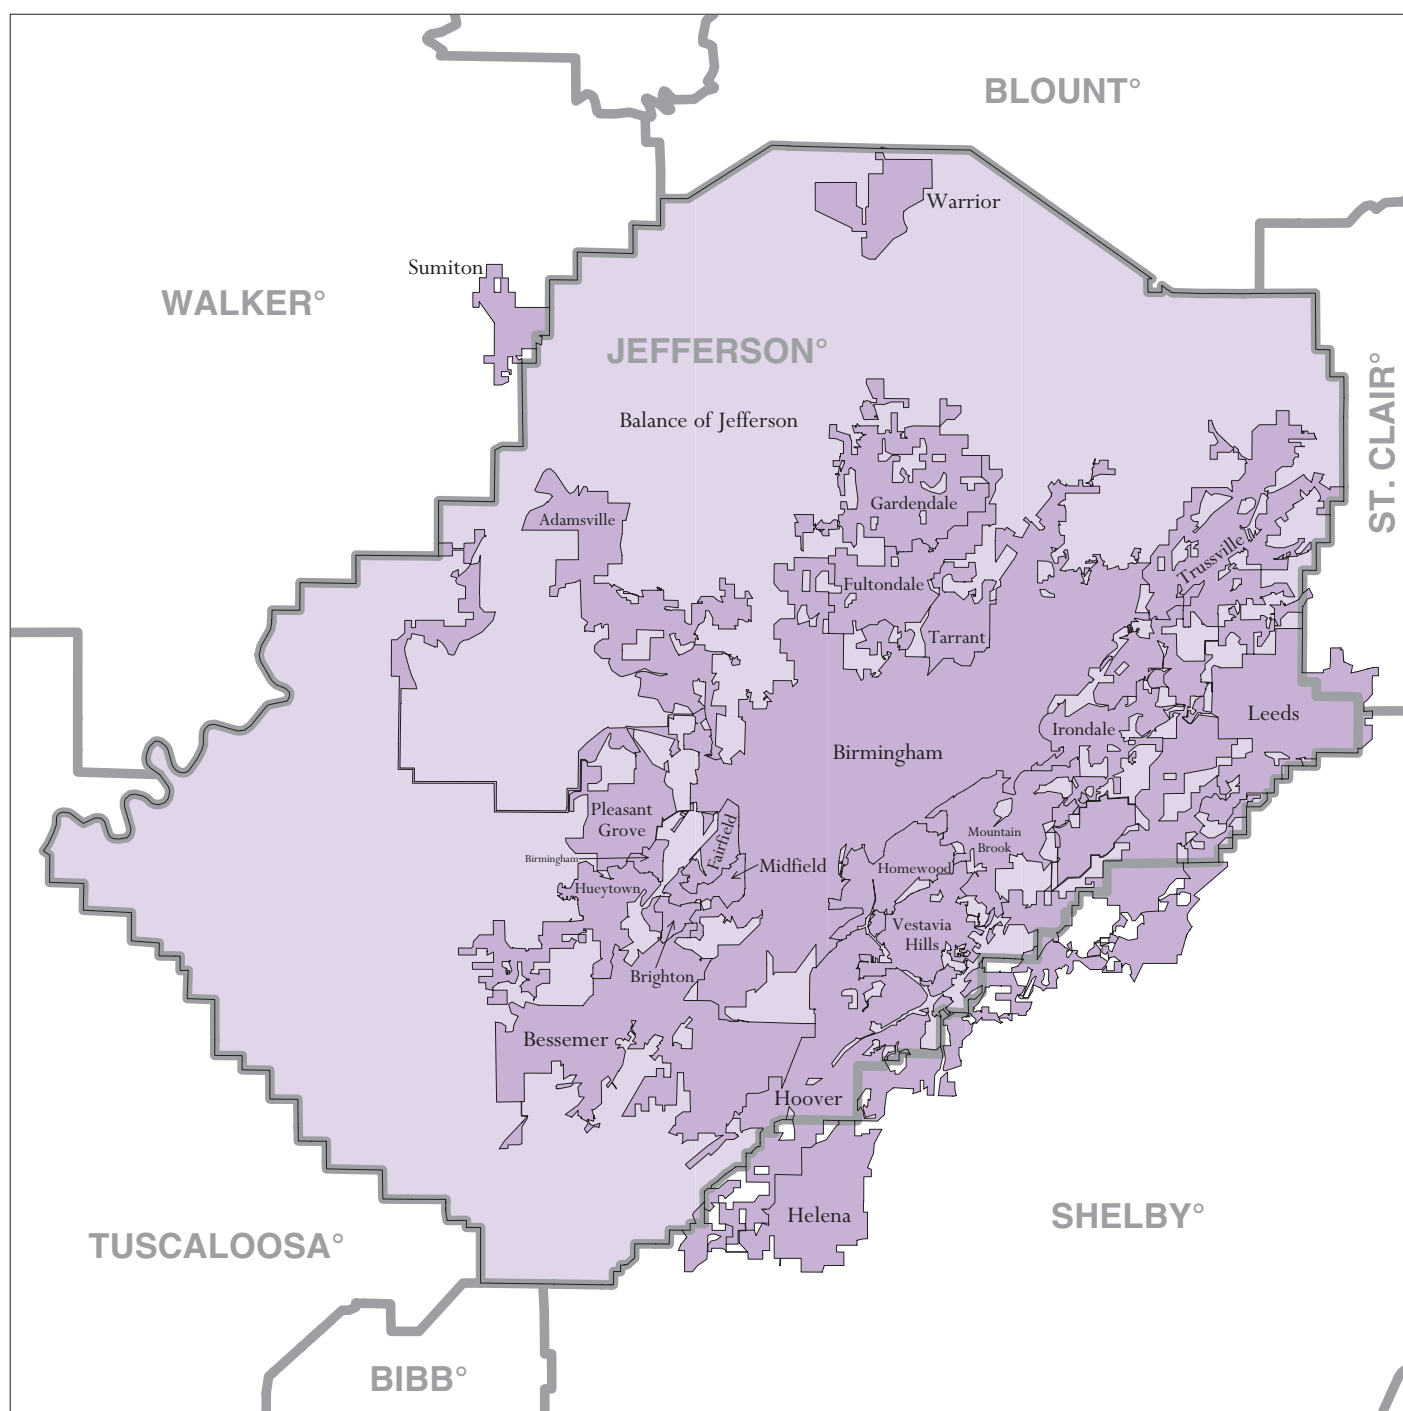 BLOUNT°
Warrior
Sumiton
WALKER°
JEFFERSON°
ST. CLAIR°
Balance of Jefferson
Gardendale
Adamsville
Trussville
Fultondale
Tarrant
Leeds
Irondale
Birmingham
Pleasant
Grove
Fairfield
Mountain
Brook
Birmingham
Midfield
Homewood
Hueytown
Vestavia
Hills
Brighton
Bessemer
Hoover
Helena
SHELBY°
TUSCALOOSA°
BIBB°